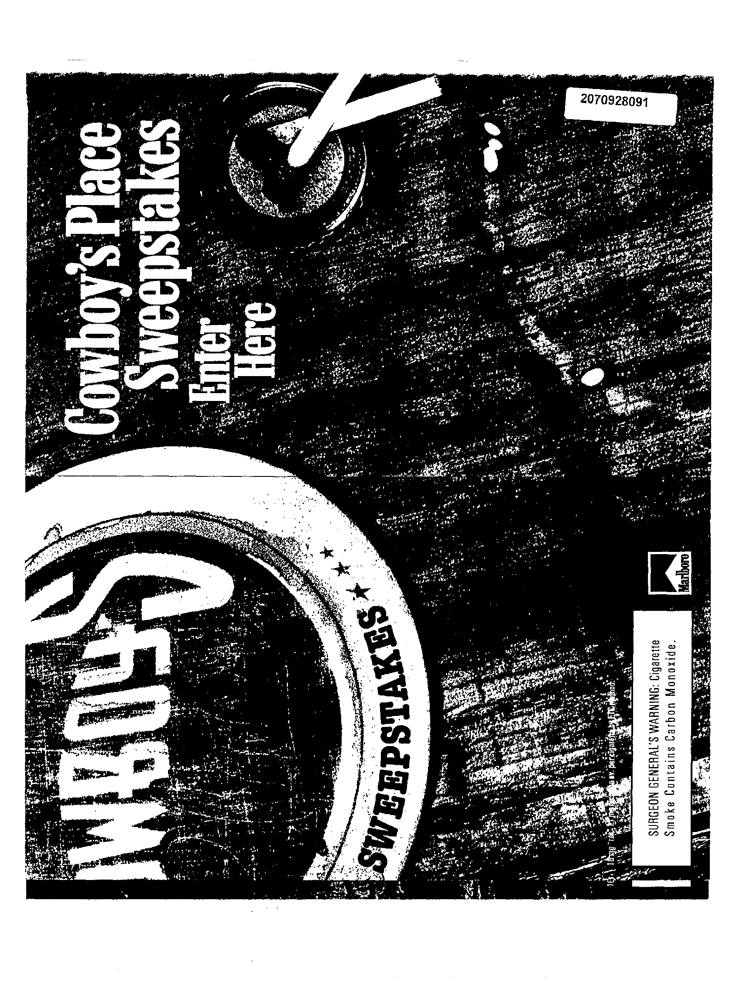 2070928091
Cowboy's Place
Sweepstakes
Enter
Here
SWEEPSTAKES
Marlboro
SURGEON GENERAL'S WARNING: Cigarette
Smoke Contains Carbon Monoxide.